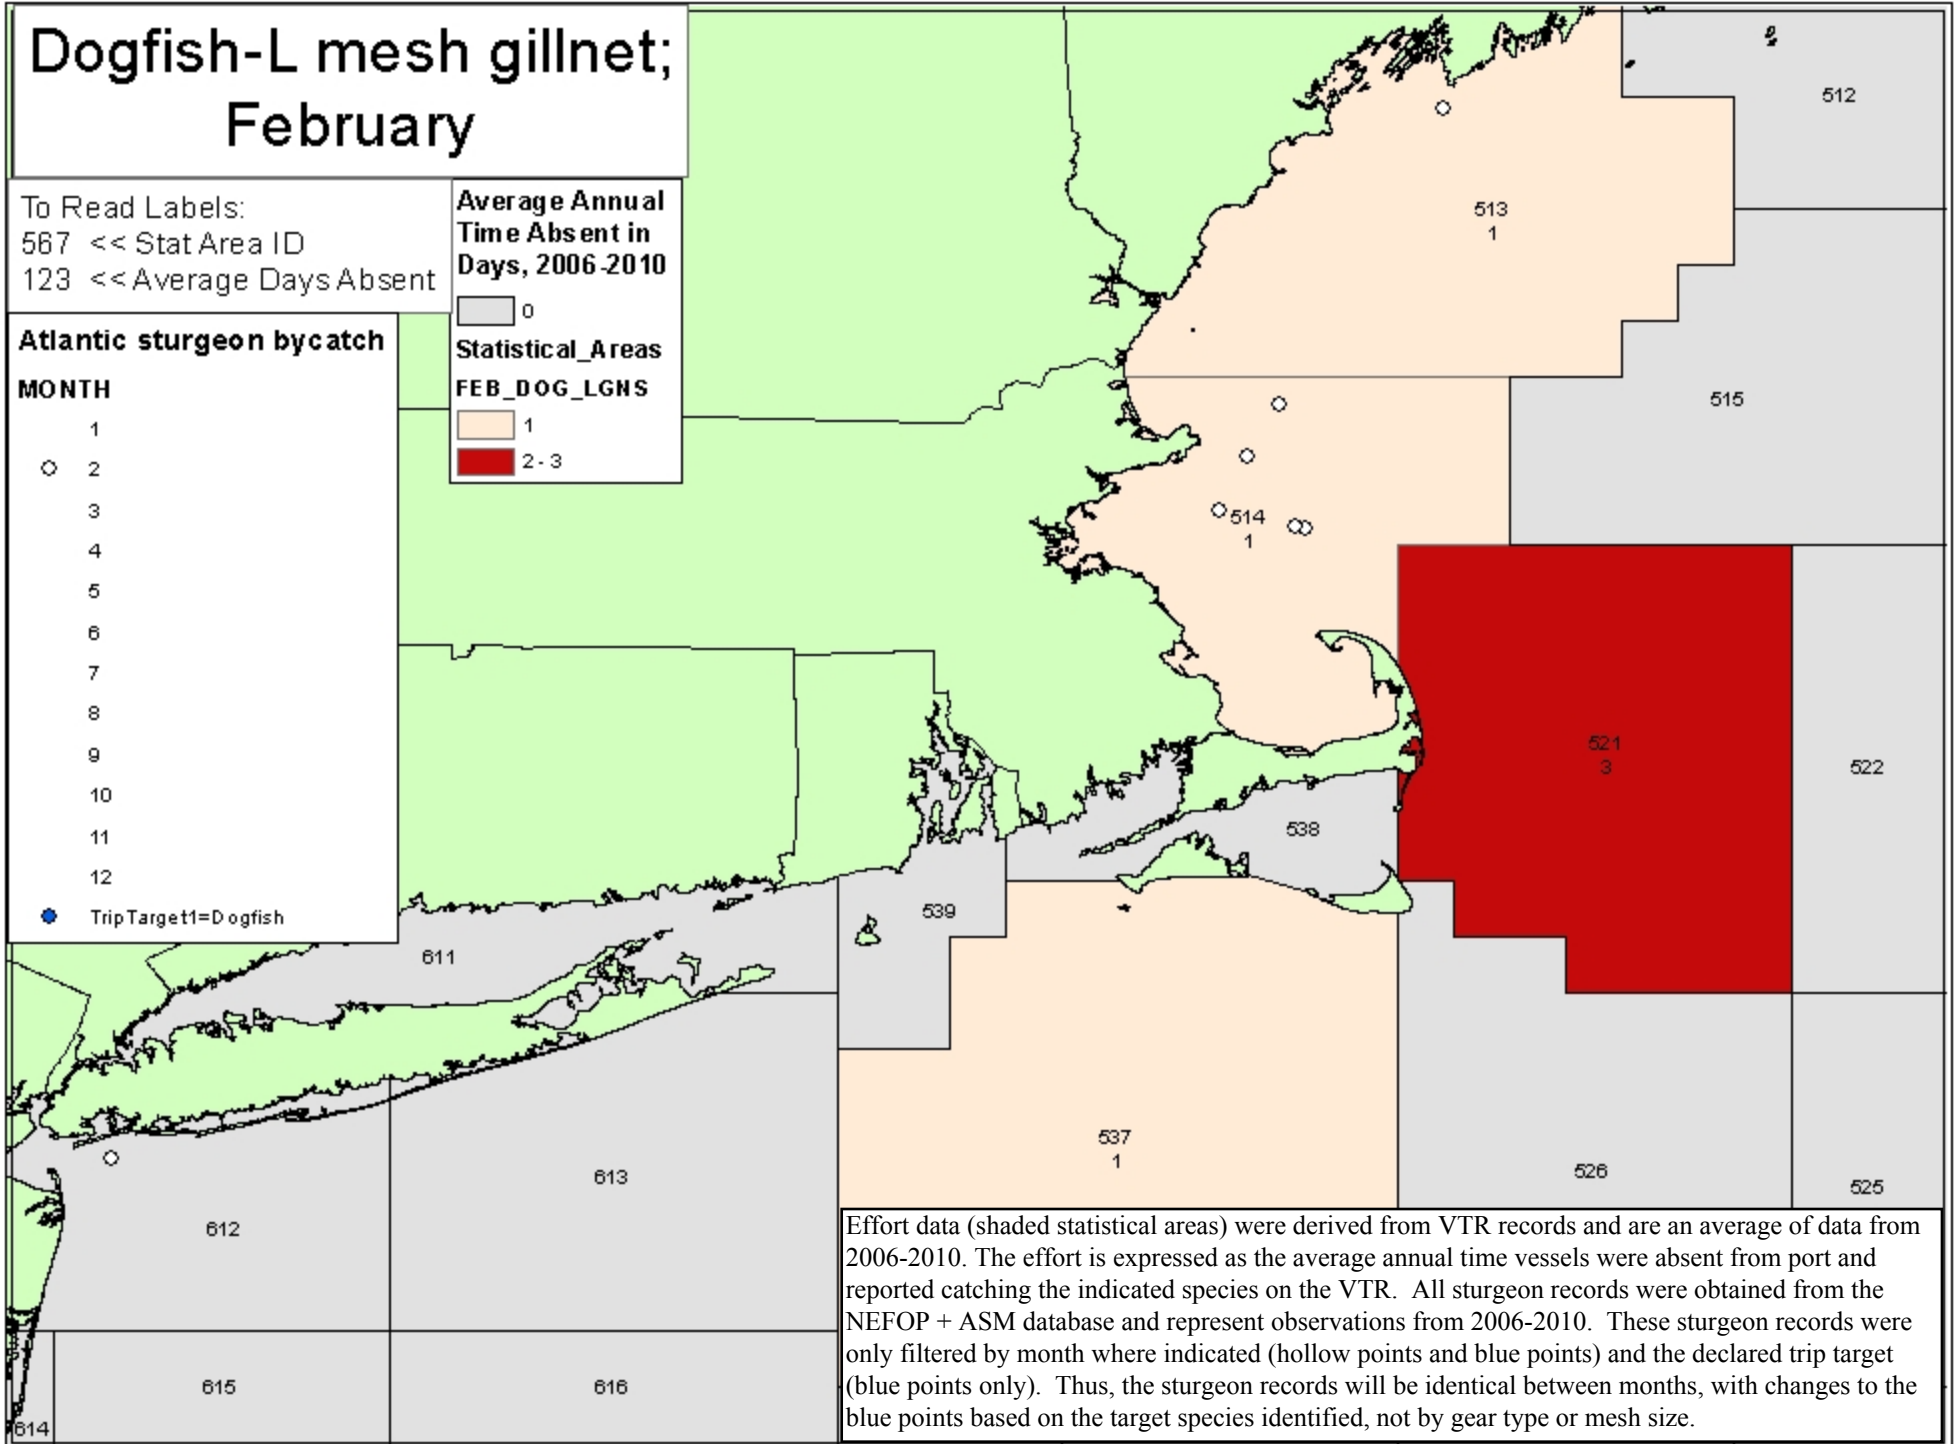 Dogfish-L mesh gillnet;
February
To Read Labels:
567 << Stat Area ID
123 << Average Days Absent
Average Annual
Time Absent in
Days, 2006-2010
0
Statistical_Areas
FEB_DOG_LGNS
1
2 - 3
Atlantic sturgeon bycatch
MONTH
1
2
3
4
5
6
7
8
9
10
11
12
TripTarget1=Dogfish
512
513
1
515
514
1
521
3
522
538
539
611
537
1
613
526
525
612
615
616
614
Effort data (shaded statistical areas) were derived from VTR records and are an average of data from
2006-2010. The effort is expressed as the average annual time vessels were absent from port and
reported catching the indicated species on the VTR.  All sturgeon records were obtained from the
NEFOP + ASM database and represent observations from 2006-2010.  These sturgeon records were
only filtered by month where indicated (hollow points and blue points) and the declared trip target
(blue points only).  Thus, the sturgeon records will be identical between months, with changes to the
blue points based on the target species identified, not by gear type or mesh size.